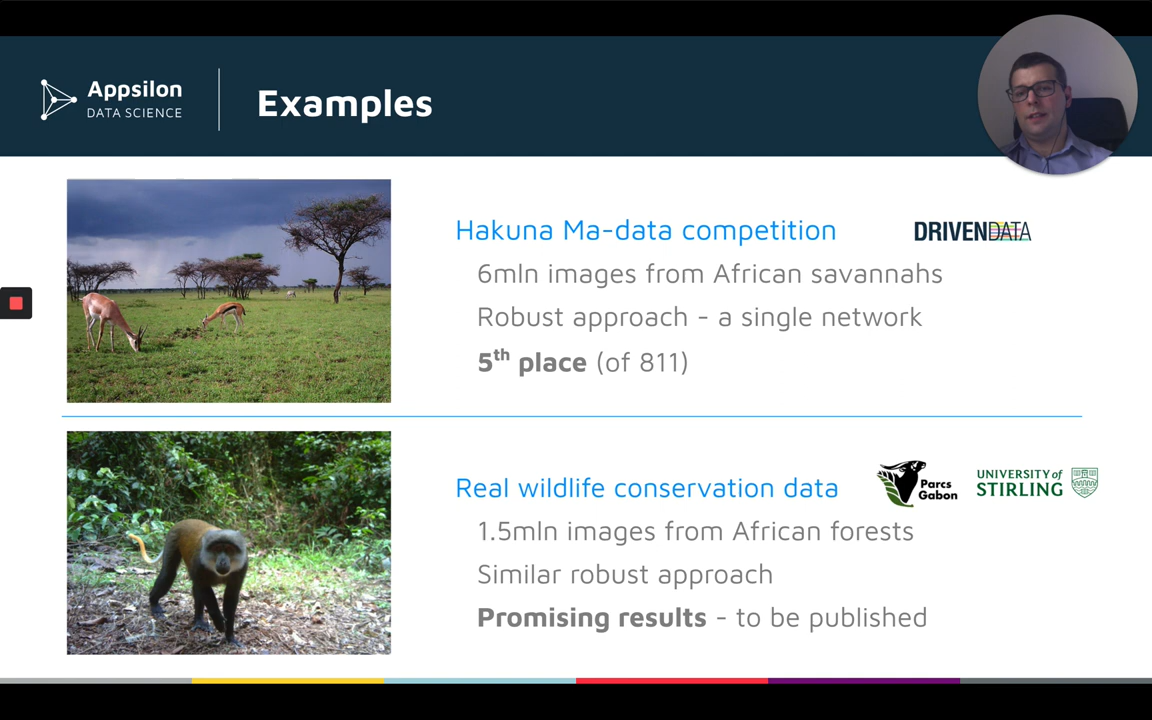 Appsilon
DATA SCIENCE
Examples
Hakuna Ma-data competition
DRIVENDATA
6mln images from African savannahs
Robust approach - a single network
5th place (of 811)
Real wildlife conservation data
Parcs
Gabon
UNIVERSITY of
STIRLING
1.5mln images from African forests
Similar robust approach
Promising results - to be published